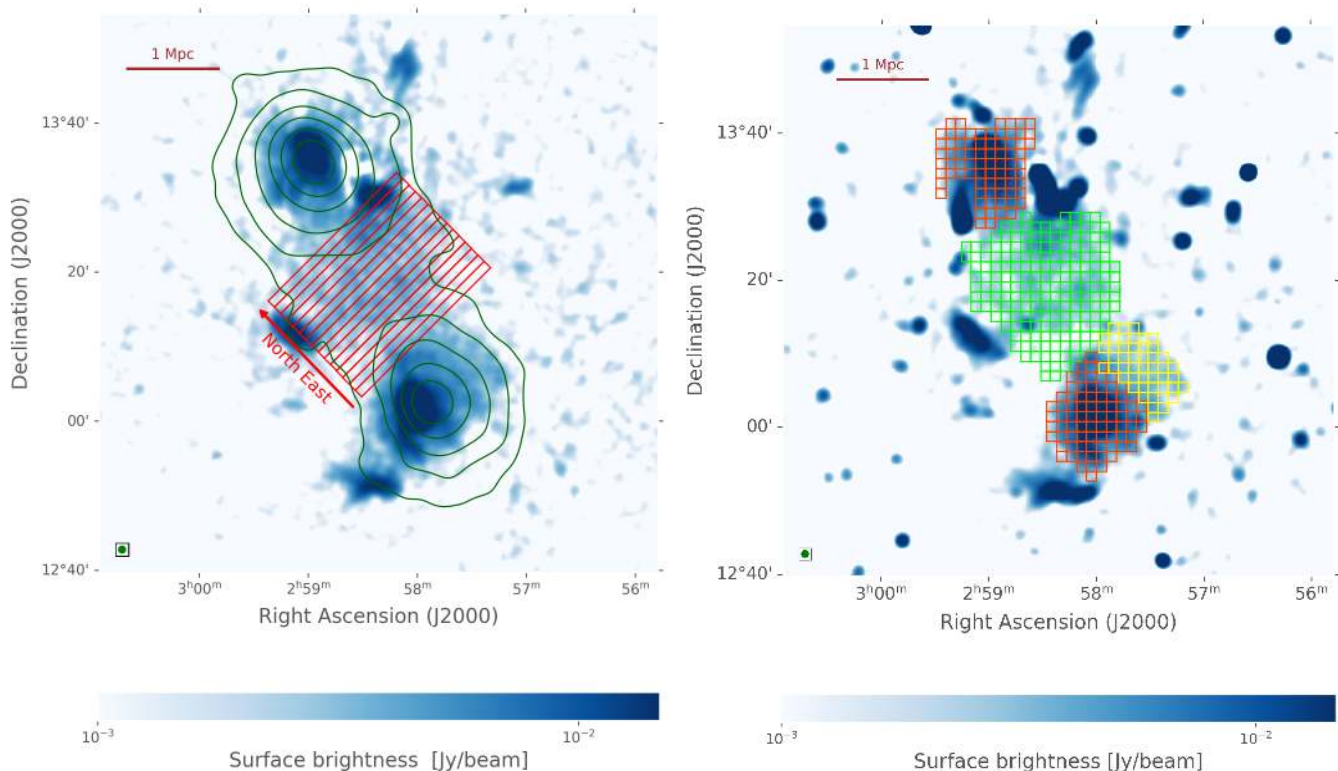 1 Mpc
13°40'
20'
00'
12°40'
Declination (J2000)
North East
3ʰ00ᵐ
2ʰ59ᵐ
58ᵐ
57ᵐ
56ᵐ
Right Ascension (J2000)
10⁻³
10⁻²
Surface brightness [Jy/beam]
1 Mpc
13°40'
20'
00'
12°40'
Declination (J2000)
3ʰ00ᵐ
2ʰ59ᵐ
58ᵐ
57ᵐ
56ᵐ
Right Ascension (J2000)
10⁻³
10⁻²
Surface brightness [Jy/beam]